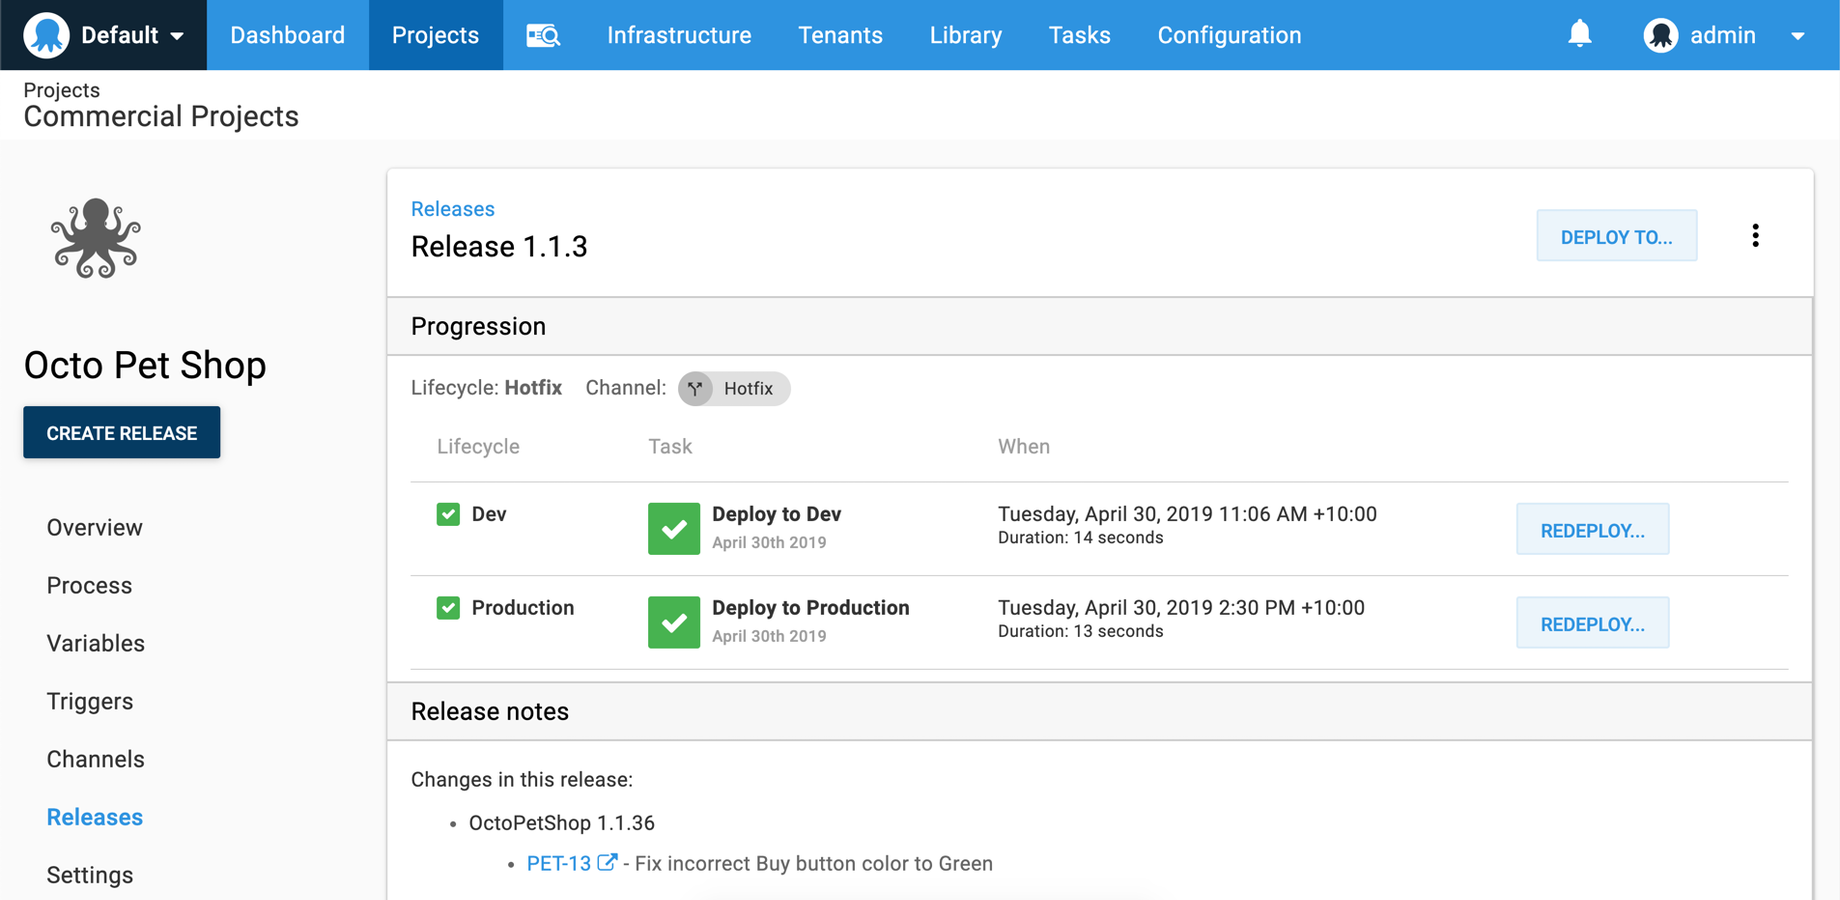 Default Dashboard Projects Infrastructure Tenants Library Tasks Configuration admin
Projects
Commercial Projects
Octo Pet Shop
CREATE RELEASE
Overview
Process
Variables
Triggers
Channels
Releases
Settings
Releases
Release 1.1.3
DEPLOY TO...
Progression
Lifecycle: Hotfix Channel: Hotfix
Lifecycle Task When
Dev Deploy to Dev Tuesday, April 30, 2019 11:06 AM +10:00 REDEPLOY...
April 30th 2019 Duration: 14 seconds
Production Deploy to Production Tuesday, April 30, 2019 2:30 PM +10:00 REDEPLOY...
April 30th 2019 Duration: 13 seconds
Release notes
Changes in this release:
• OctoPetShop 1.1.36
• PET-13 - Fix incorrect Buy button color to Green